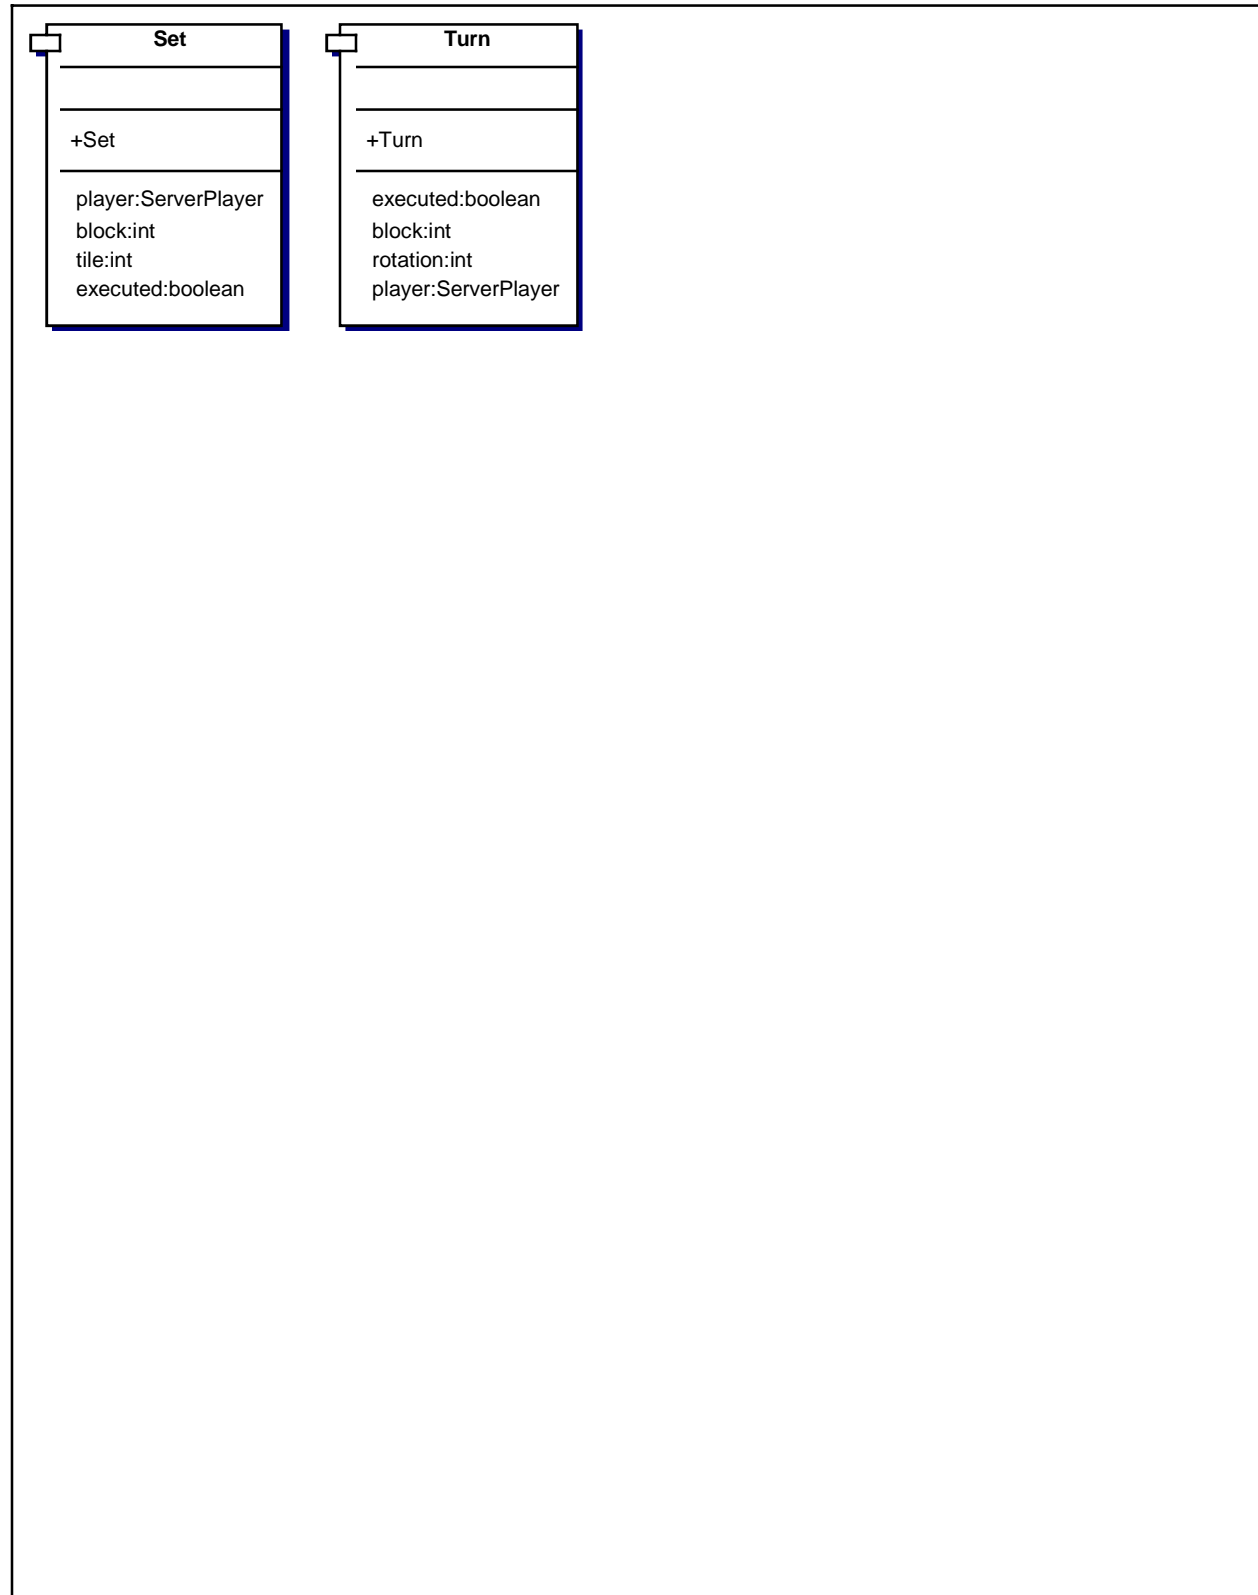 Set
+Set
player:ServerPlayer
block:int
tile:int
executed:boolean
Turn
+Turn
executed:boolean
block:int
rotation:int
player:ServerPlayer